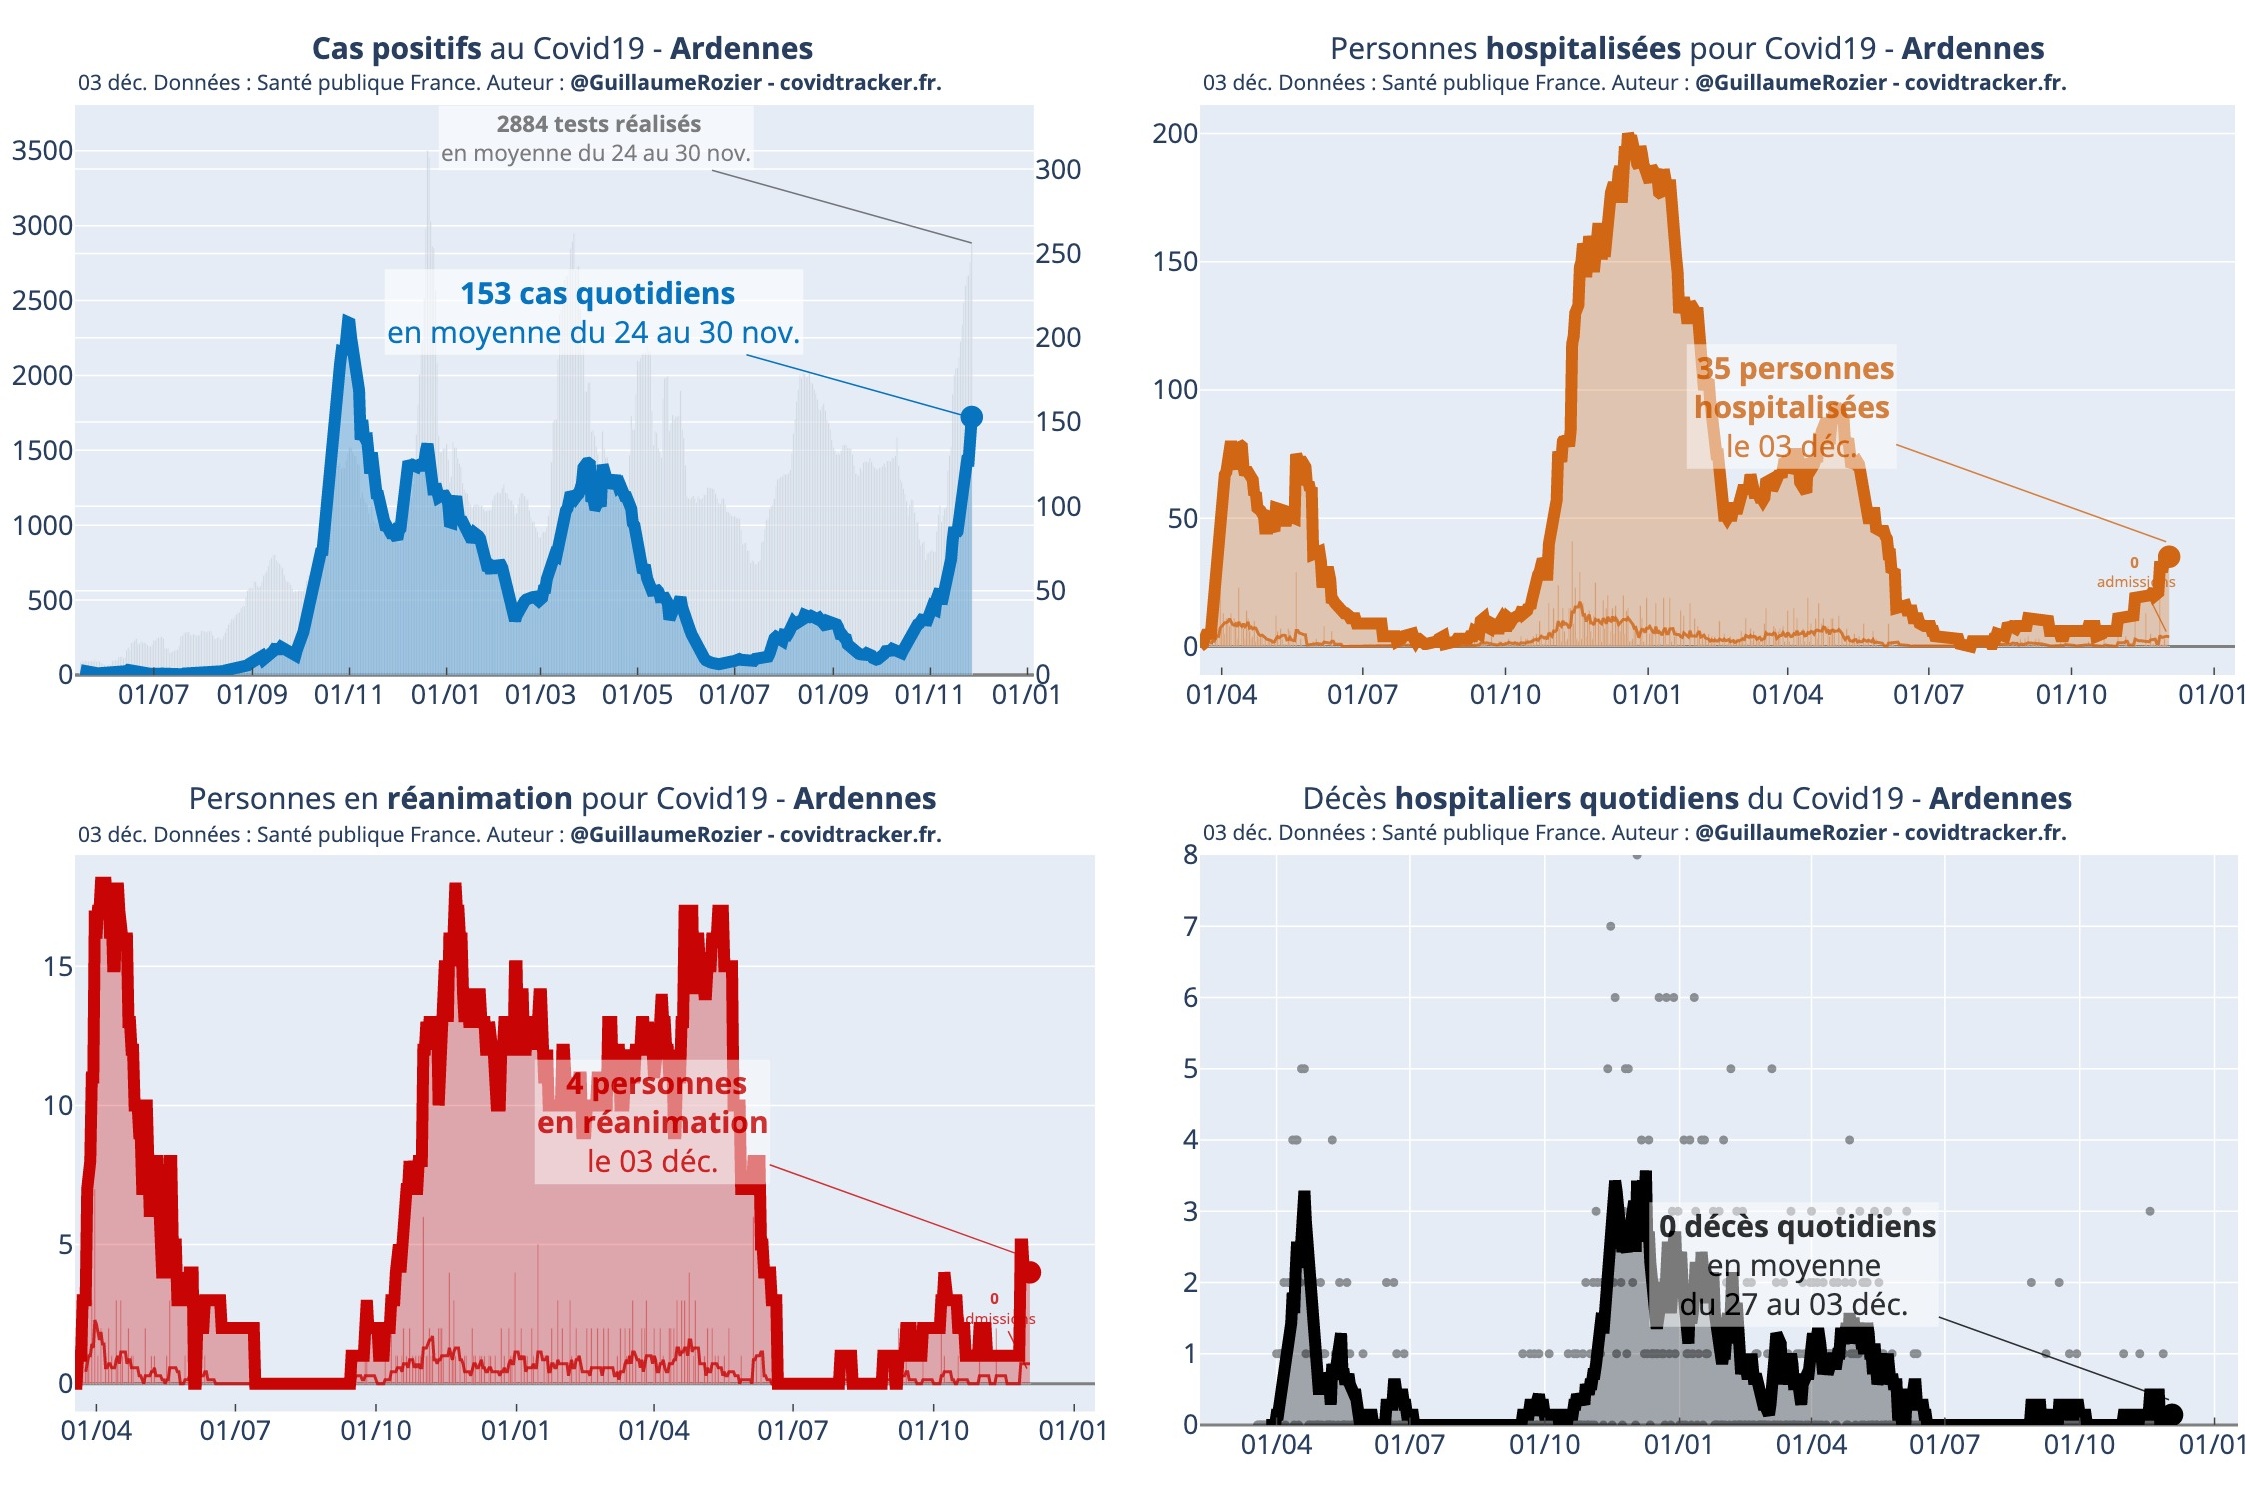 Cas positifs au Covid19 - Ardennes
03 déc. Données : Santé publique France. Auteur : @GuillaumeRozier - covidtracker.fr.
2884 tests réalisés
en moyenne du 24 au 30 nov.
153 cas quotidiens
en moyenne du 24 au 30 nov.
3500
3000
2500
2000
1500
1000
500
0
300
250
200
150
100
50
0
01/07 01/09 01/11 01/01 01/03 01/05 01/07 01/09 01/11 01/01
Personnes hospitalisées pour Covid19 - Ardennes
03 déc. Données : Santé publique France. Auteur : @GuillaumeRozier - covidtracker.fr.
200
150
100
50
0
35 personnes
hospitalisées
le 03 déc.
0
admissions
01/04 01/07 01/10 01/01 01/04 01/07 01/10 01/01
Personnes en réanimation pour Covid19 - Ardennes
03 déc. Données : Santé publique France. Auteur : @GuillaumeRozier - covidtracker.fr.
15
10
5
0
4 personnes
en réanimation
le 03 déc.
0
admissions
01/04 01/07 01/10 01/01 01/04 01/07 01/10 01/01
Décès hospitaliers quotidiens du Covid19 - Ardennes
03 déc. Données : Santé publique France. Auteur : @GuillaumeRozier - covidtracker.fr.
8
7
6
5
4
3
2
1
0
0 décès quotidiens
en moyenne
du 27 au 03 déc.
01/04 01/07 01/10 01/01 01/04 01/07 01/10 01/01